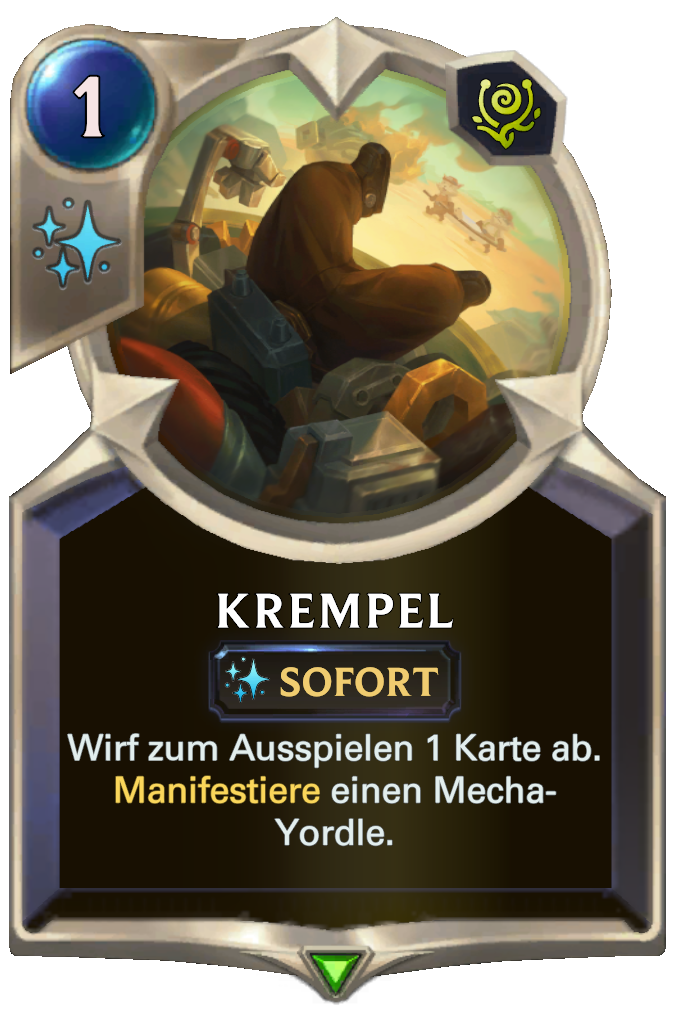 1
KREMPEL
SOFORT
Wirf zum Ausspielen 1 Karte ab.
Manifestiere einen Mecha-
Yordle.